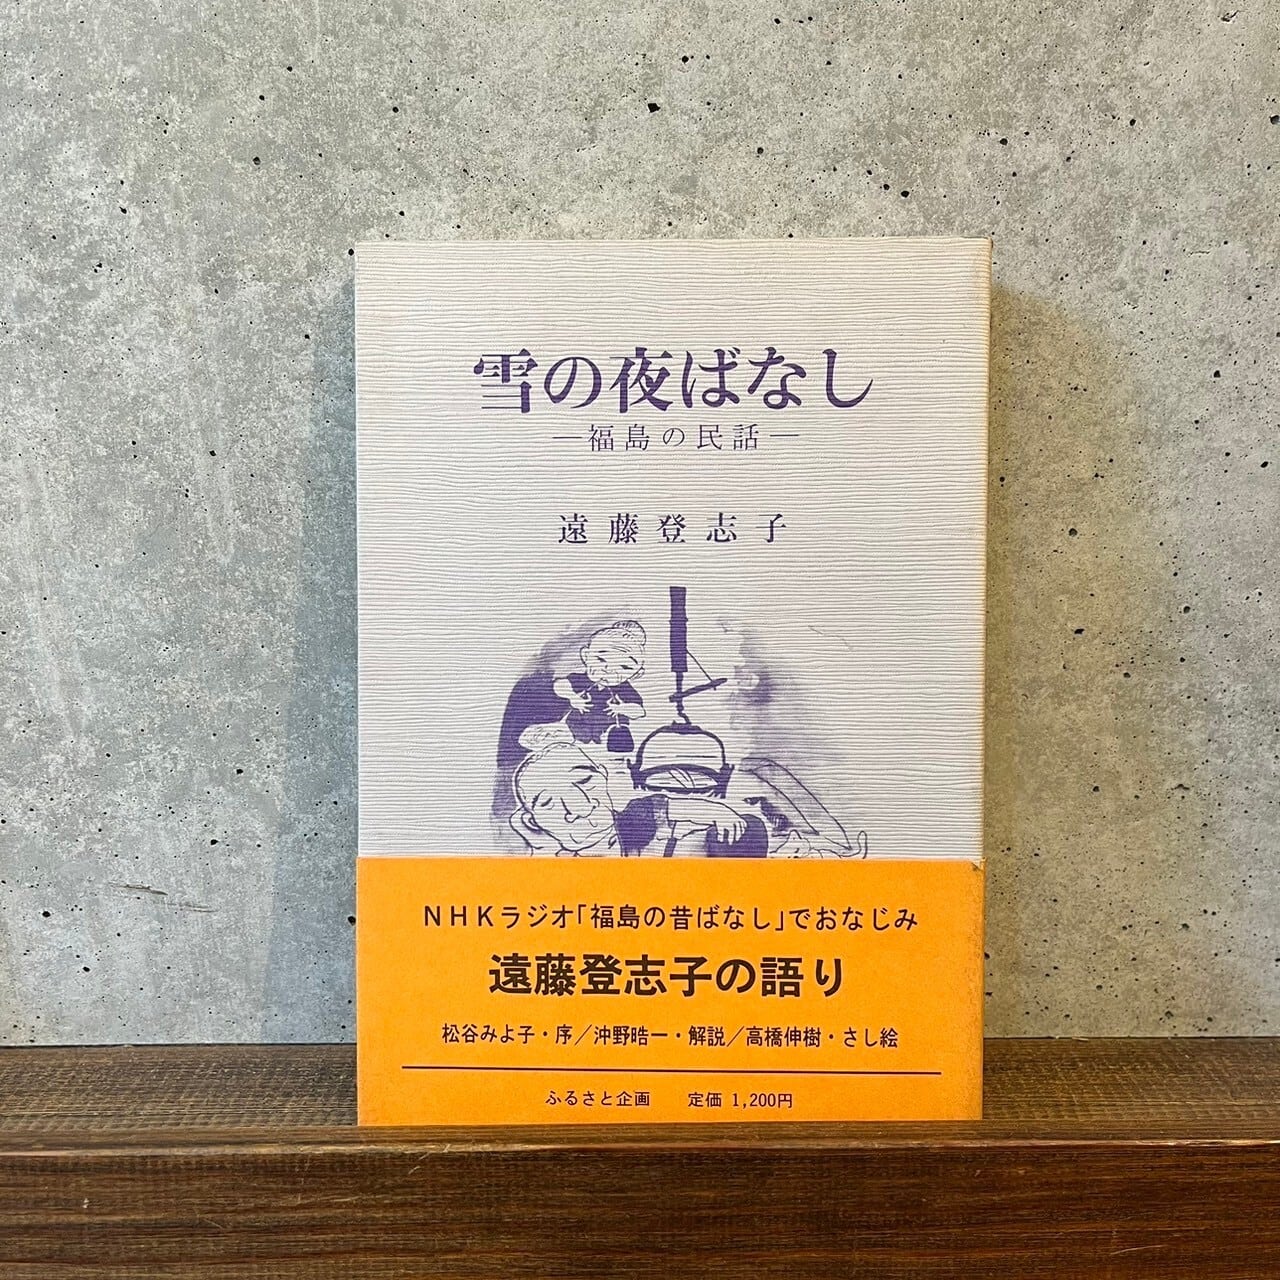 雪の夜ばなし
―福島の民話―
遠藤登志子
NHKラジオ「福島の昔ばなし」でおなじみ
遠藤登志子の語り
松谷みよ子・序／沖野晧一・解説／高橋伸樹・さし絵
ふるさと企画　定価 1,200円